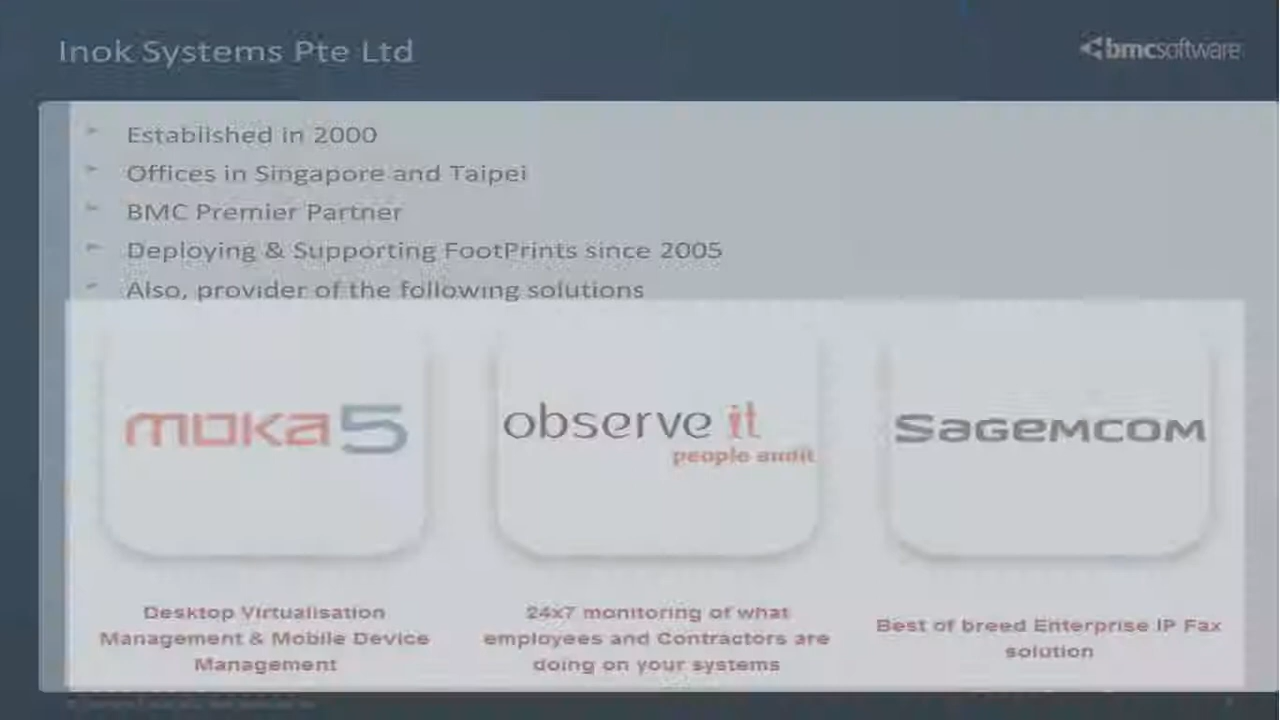 Inok Systems Pte Ltd
bmcsoftware
Established in 2000
Offices in Singapore and Taipei
BMC Premier Partner
Deploying & Supporting FootPrints since 2005
Also, provider of the following solutions
moka5
observe it
people audit
SAGEMCOM
Desktop Virtualisation
Management & Mobile Device
Management
24x7 monitoring of what
employees and Contractors are
doing on your systems
Best of breed Enterprise IP Fax
solution